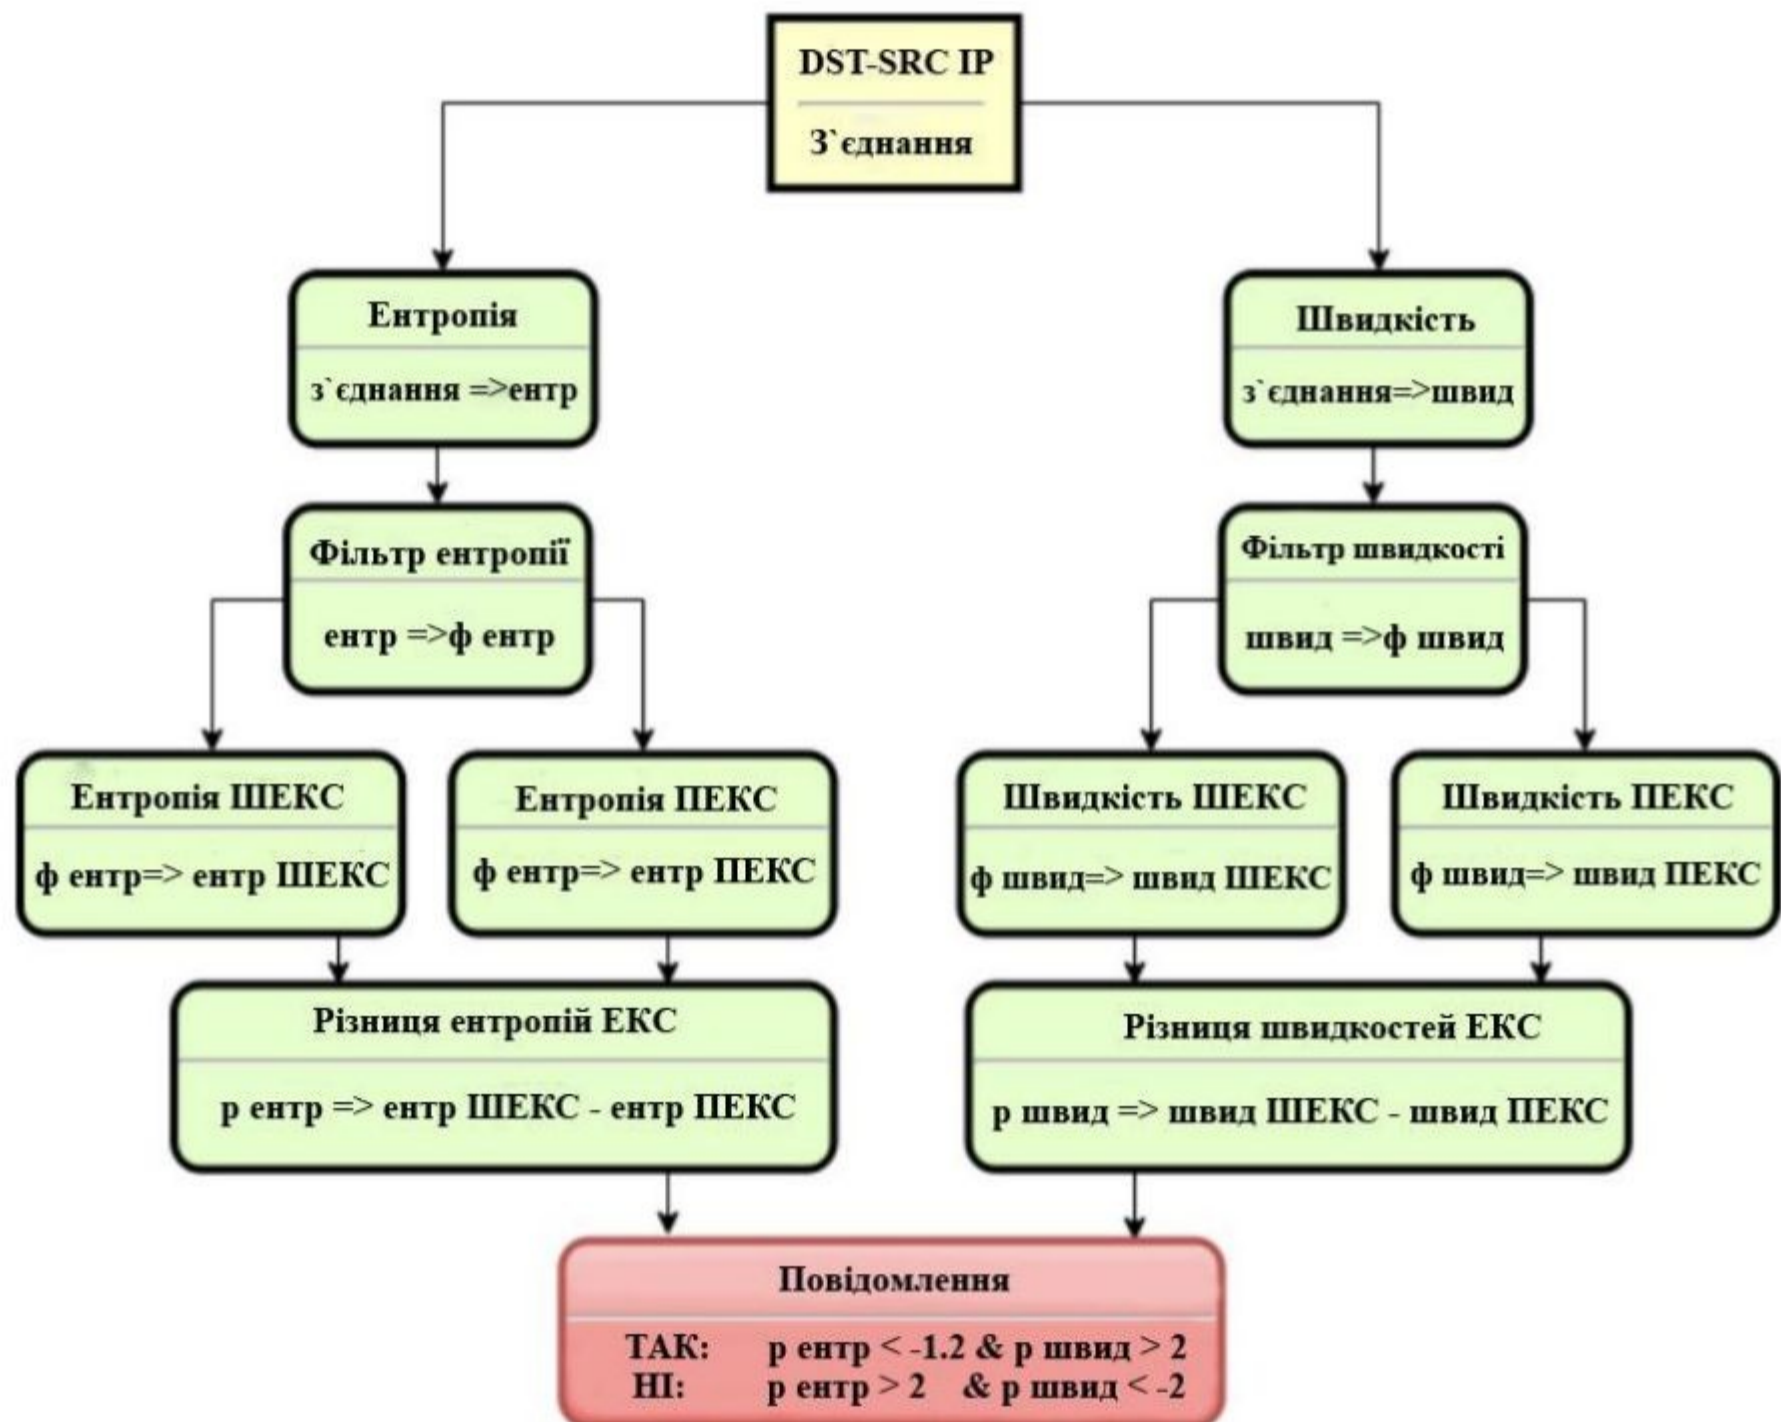 DST-SRC IP
З`єднання
Ентропія
з`єднання =>ентр
Швидкість
з`єднання=>швид
Фільтр ентропії
ентр =>ф ентр
Фільтр швидкості
швид =>ф швид
Ентропія ШЕКС
ф ентр=> ентр ШЕКС
Ентропія ПЕКС
ф ентр=> ентр ПЕКС
Швидкість ШЕКС
ф швид=> швид ШЕКС
Швидкість ПЕКС
ф швид=> швид ПЕКС
Різниця ентропій ЕКС
р ентр => ентр ШЕКС - ентр ПЕКС
Різниця швидкостей ЕКС
р швид => швид ШЕКС - швид ПЕКС
Повідомлення
ТАК: р ентр < -1.2 & р швид > 2
НІ: р ентр > 2 & р швид < -2